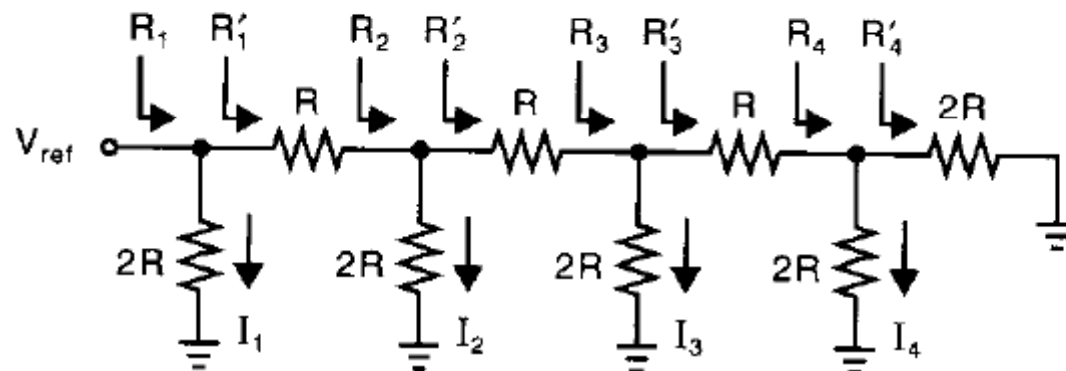 R₁ R′₁ R₂ R′₂ R₃ R′₃ R₄ R′₄
R R R 2R
V_ref
2R 2R 2R 2R
I₁ I₂ I₃ I₄